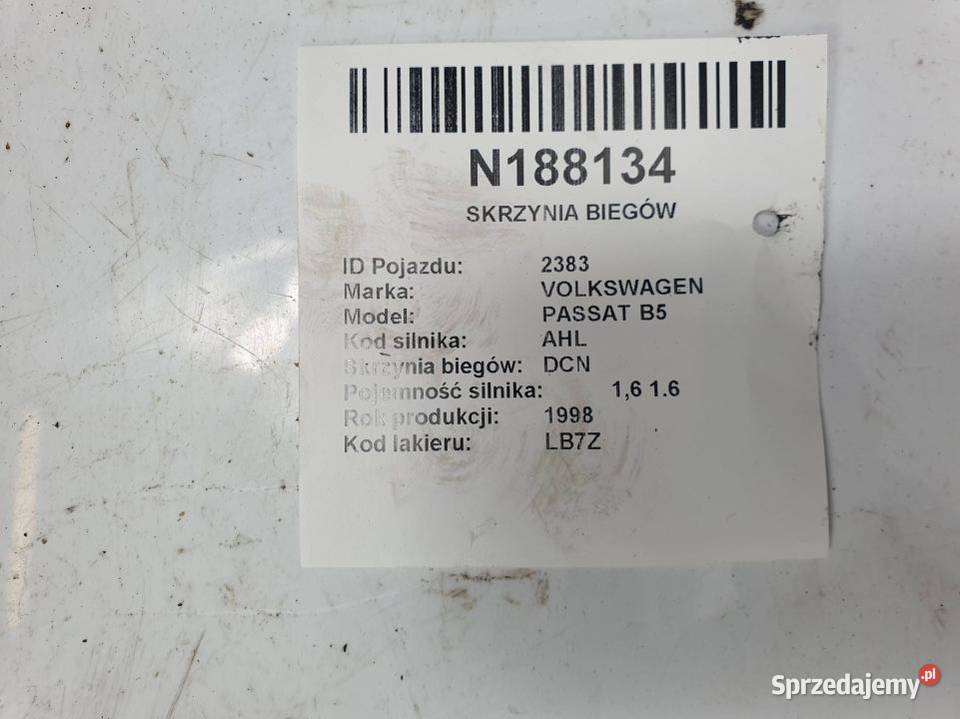 N188134
SKRZYNIA BIEGÓW
ID Pojazdu: 2383
Marka: VOLKSWAGEN
Model: PASSAT B5
Kod silnika: AHL
Skrzynia biegów: DCN
Pojemność silnika: 1,6 1.6
Rok produkcji: 1998
Kod lakieru: LB7Z
Sprzedajemy.pl